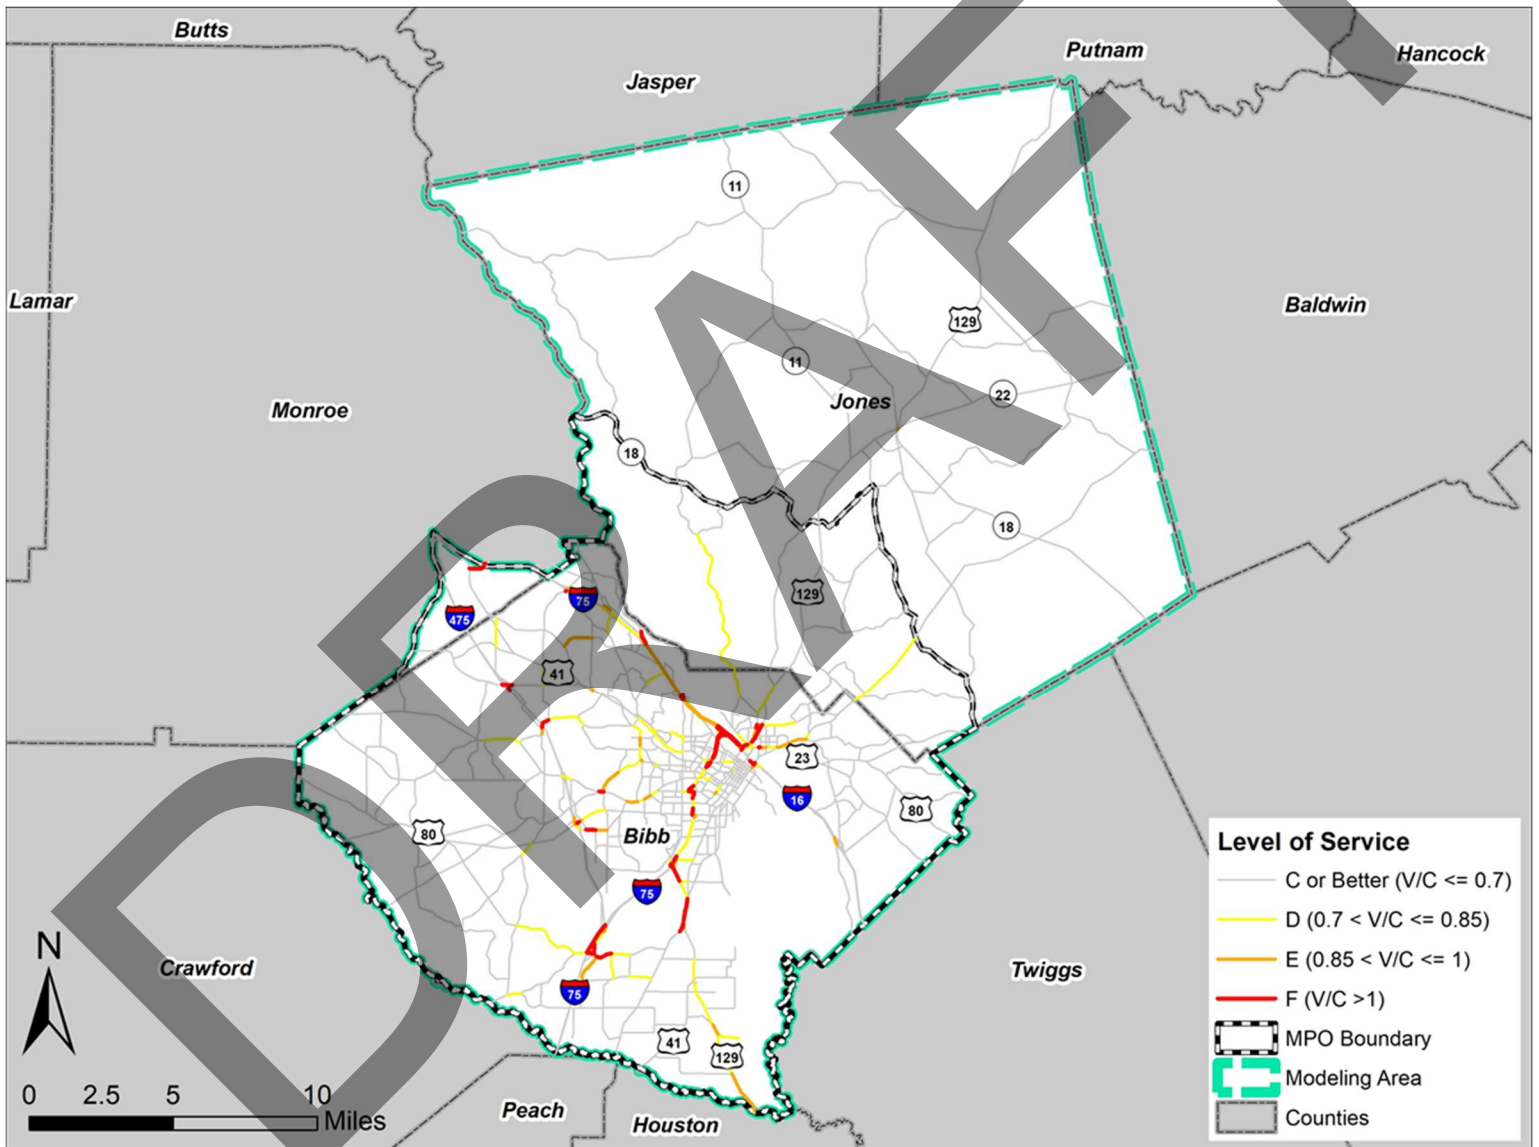 Butts
Jasper
Putnam
Hancock
11
Lamar
Baldwin
129
11
Monroe
Jones
22
18
18
129
75
475
41
23
16
80
80
Bibb
75
Crawford
Twiggs
75
41
129
Peach
Houston
N
0 2.5 5 10
Miles
Level of Service
C or Better (V/C <= 0.7)
D (0.7 < V/C <= 0.85)
E (0.85 < V/C <= 1)
F (V/C >1)
MPO Boundary
Modeling Area
Counties
DRAFT